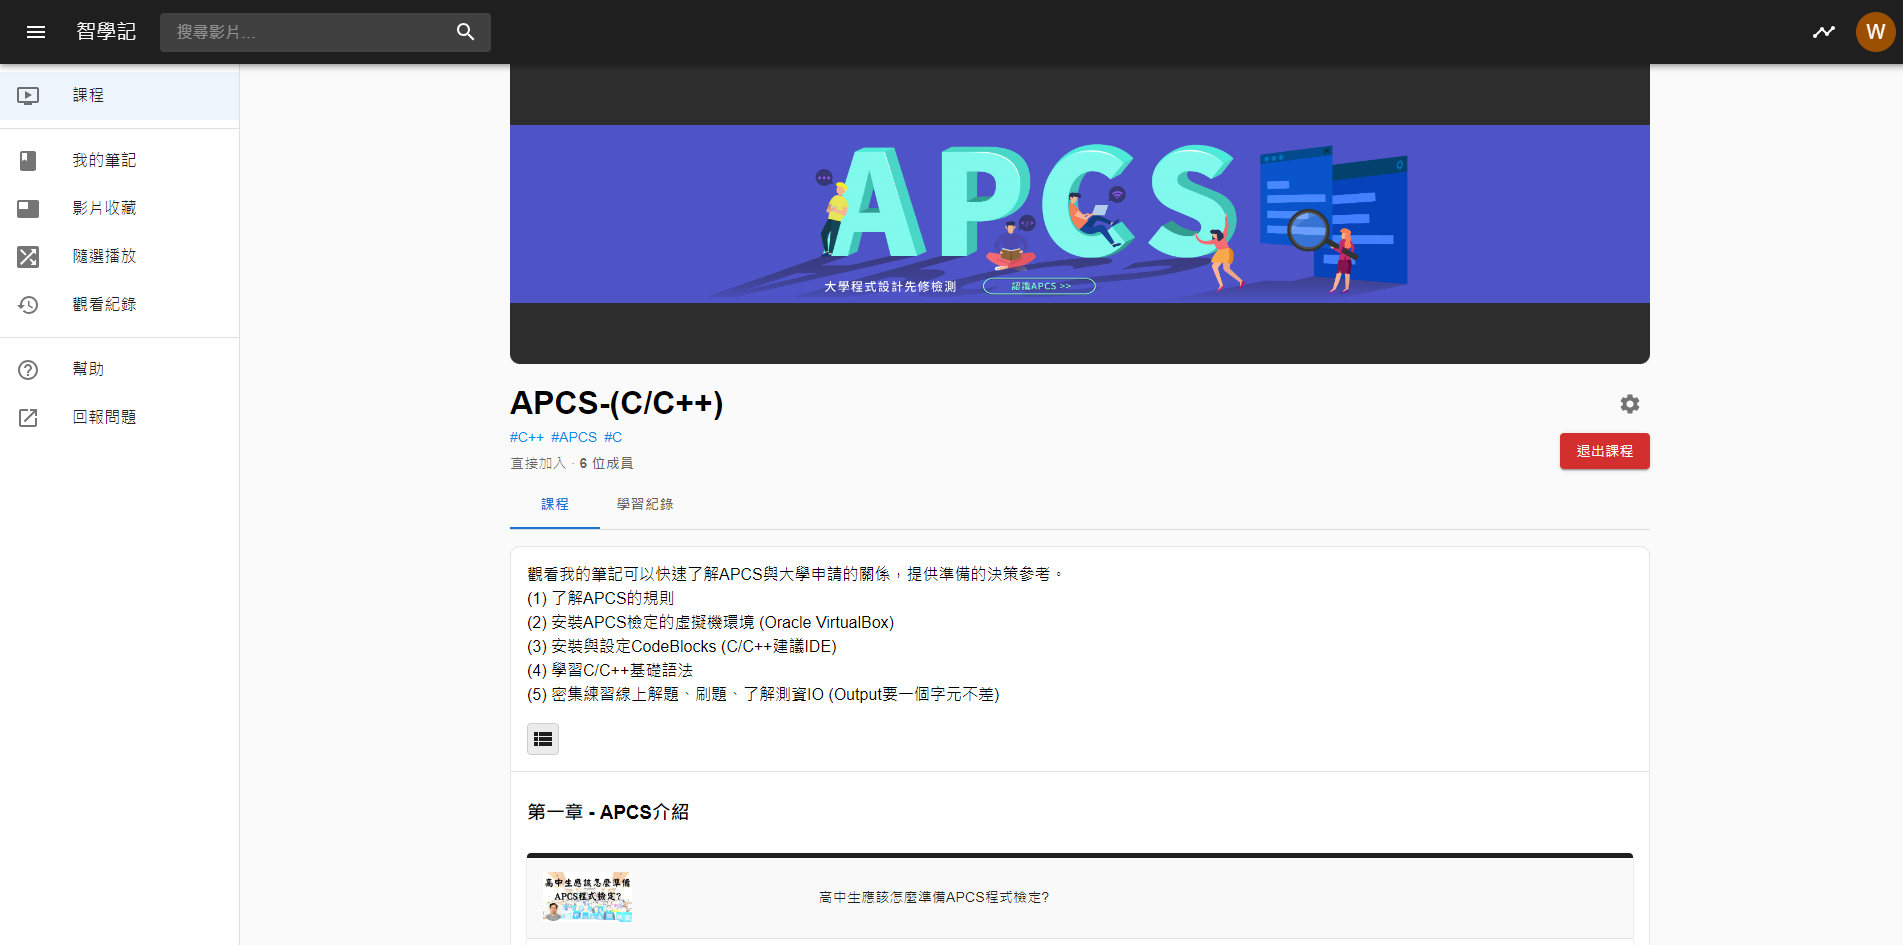 智學記
搜尋影片...
W
課程
我的筆記
影片收藏
隨選播放
觀看紀錄
幫助
回報問題
APCS
大學程式設計先修檢測
認識APCS >>
APCS-(C/C++)
#C++ #APCS #C
直接加入 · 6 位成員
退出課程
課程
學習紀錄
觀看我的筆記可以快速了解APCS與大學申請的關係，提供準備的決策參考。
(1) 了解APCS的規則
(2) 安裝APCS檢定的虛擬機環境 (Oracle VirtualBox)
(3) 安裝與設定CodeBlocks (C/C++建議IDE)
(4) 學習C/C++基礎語法
(5) 密集練習線上解題、刷題、了解測資IO (Output要一個字元不差)
第一章 - APCS介紹
高中生應該怎麼準備
APCS程式檢定?
高中生應該怎麼準備APCS程式檢定?